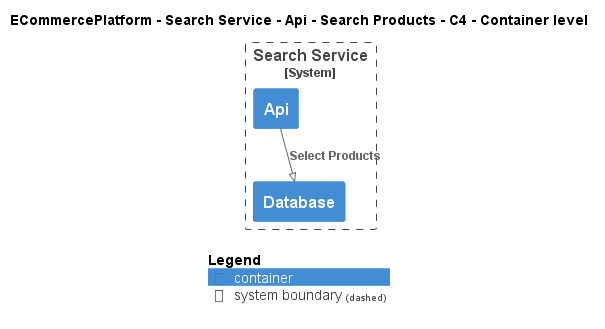 ECommercePlatform - Search Service - Api - Search Products - C4 - Container level
Search Service
[System]
Api
Select Products
Database
Legend
container
system boundary (dashed)